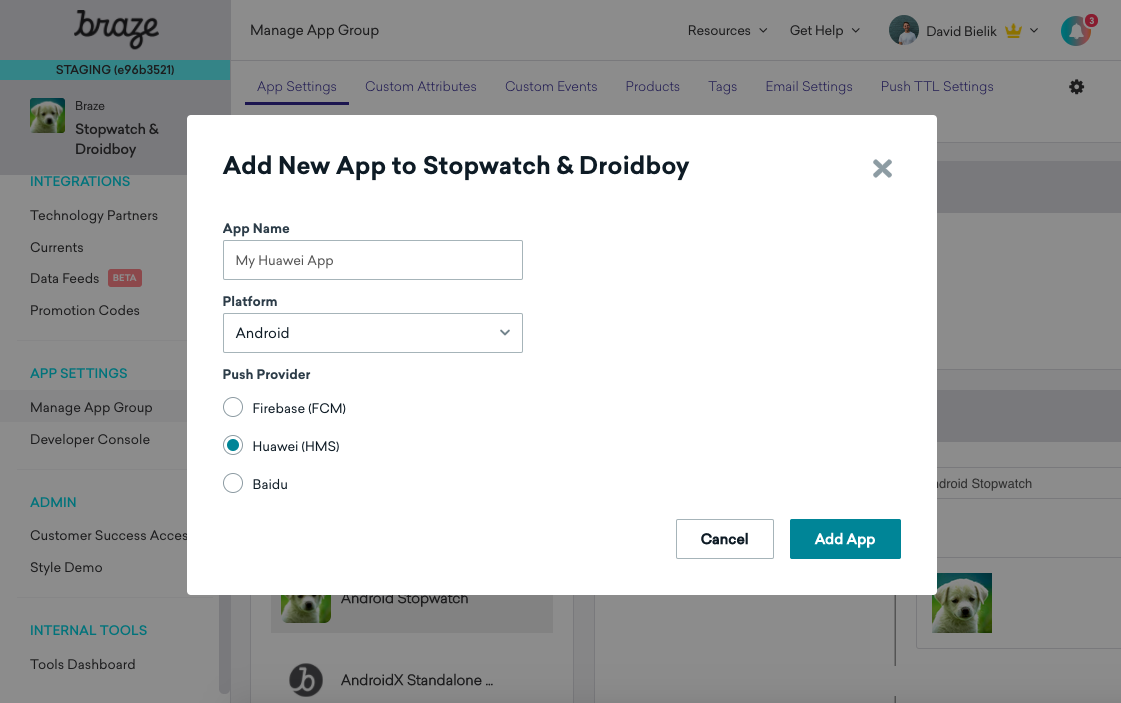 braze
Manage App Group
Resources
Get Help
David Bielik
3
STAGING (e96b3521)
App Settings
Custom Attributes
Custom Events
Products
Tags
Email Settings
Push TTL Settings
Braze
Stopwatch &
Droidboy
INTEGRATIONS
Technology Partners
Currents
Data Feeds BETA
Promotion Codes
APP SETTINGS
Manage App Group
Developer Console
ADMIN
Customer Success Acces
Style Demo
INTERNAL TOOLS
Tools Dashboard
Add New App to Stopwatch & Droidboy
App Name
My Huawei App
Platform
Android
Push Provider
Firebase (FCM)
Huawei (HMS)
Baidu
Cancel
Add App
ndroid Stopwatch
Android Stopwatch
AndroidX Standalone ...